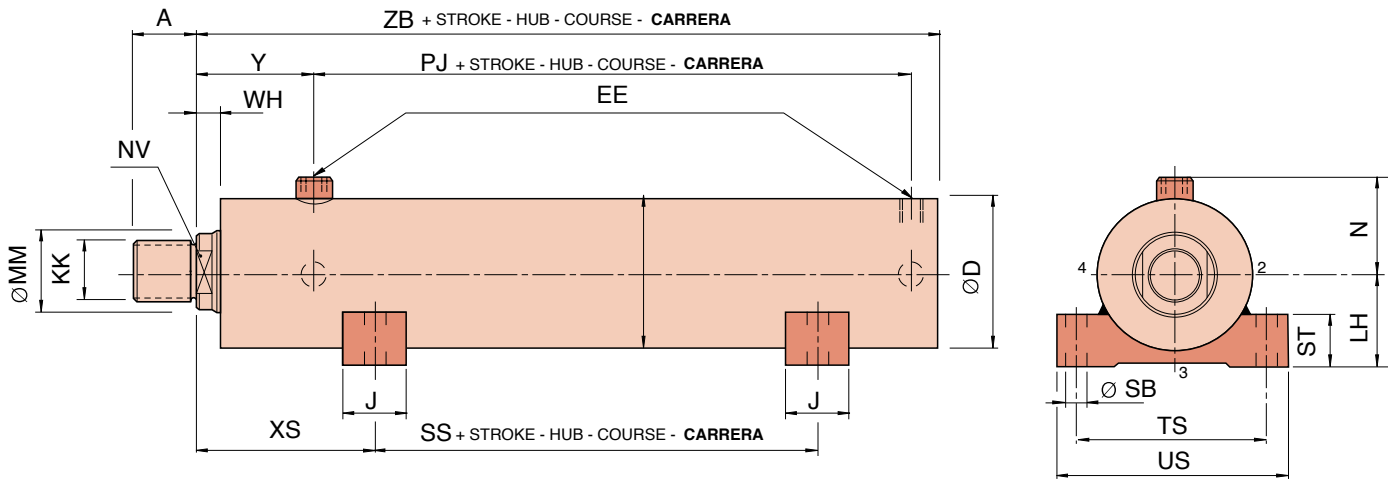 A
ZB + STROKE - HUB - COURSE - CARRERA
Y
PJ + STROKE - HUB - COURSE - CARRERA
WH
EE
NV
ØMM
KK
ØD
J
J
XS
SS + STROKE - HUB - COURSE - CARRERA
N
4
2
ST
LH
3
Ø SB
TS
US